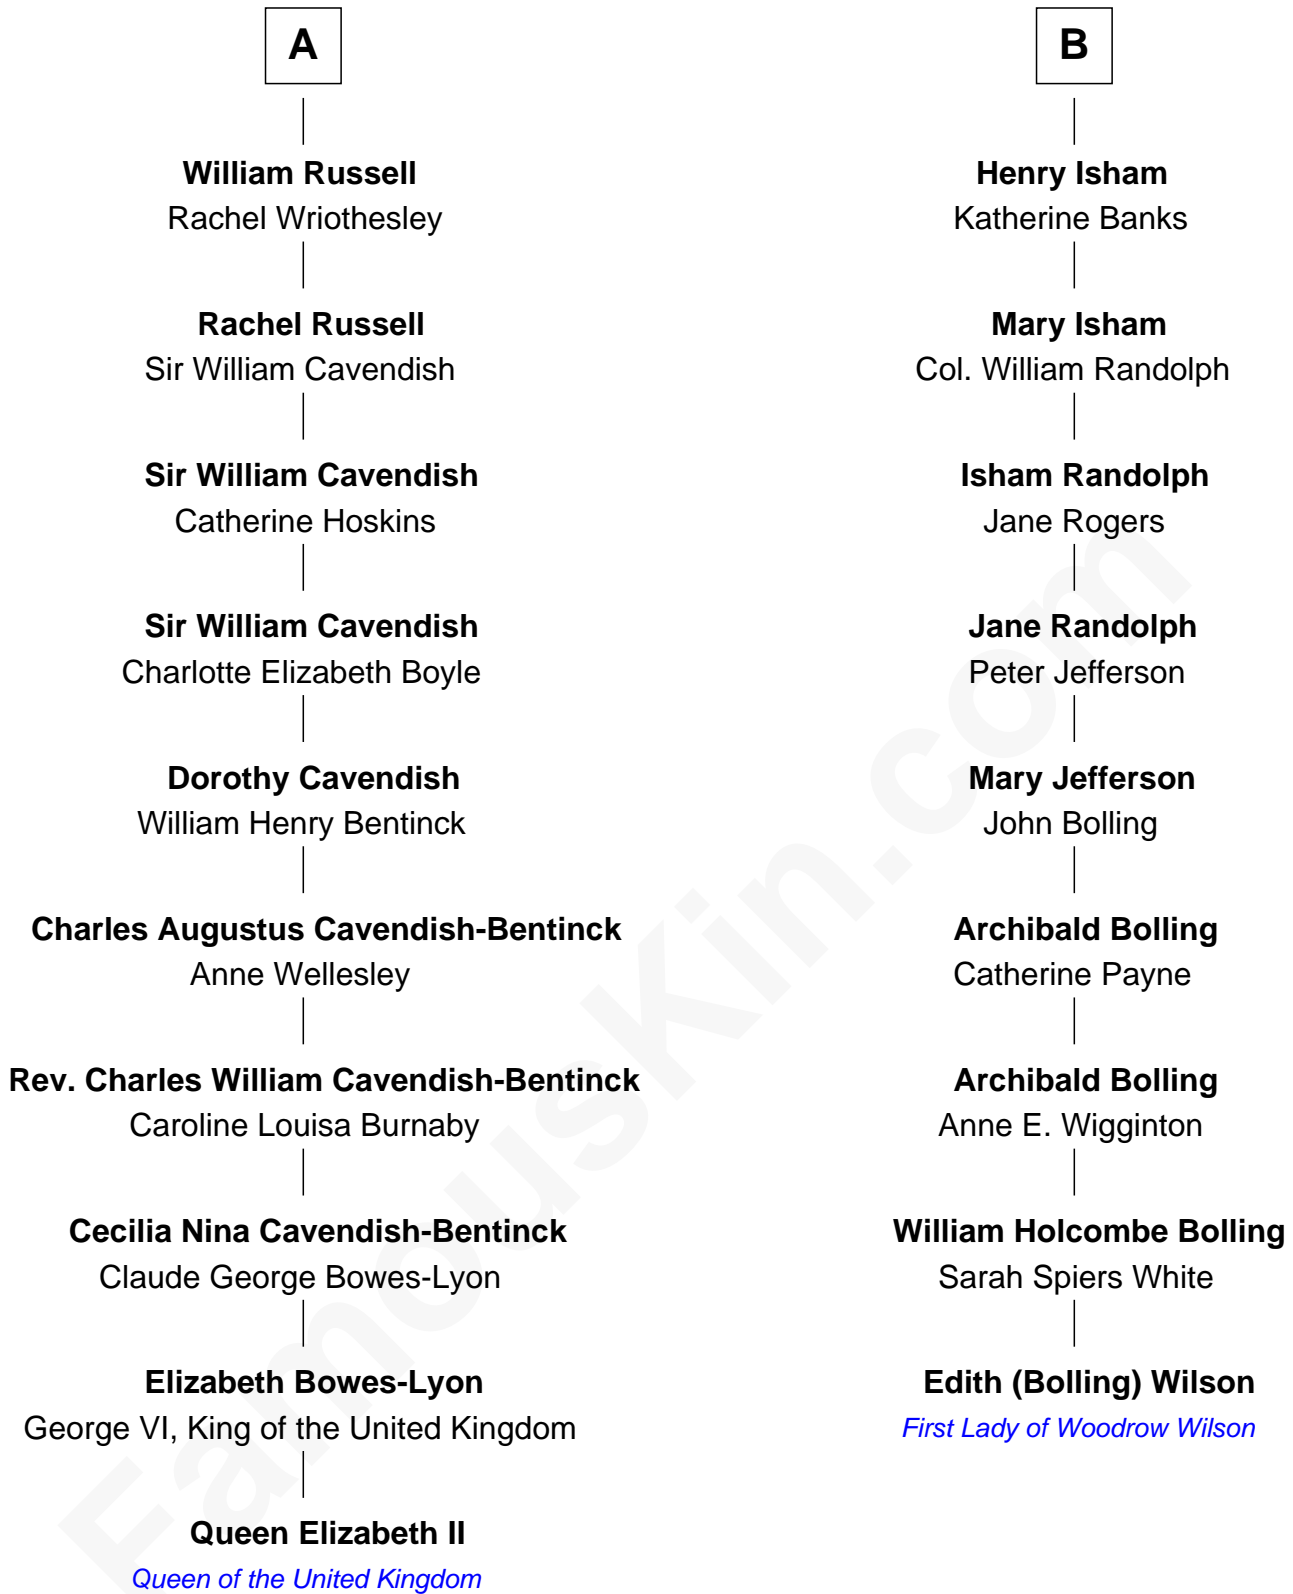 A
William Russell
Rachel Wriothesley
Rachel Russell
Sir William Cavendish
Sir William Cavendish
Catherine Hoskins
Sir William Cavendish
Charlotte Elizabeth Boyle
Dorothy Cavendish
William Henry Bentinck
Charles Augustus Cavendish-Bentinck
Anne Wellesley
Rev. Charles William Cavendish-Bentinck
Caroline Louisa Burnaby
Cecilia Nina Cavendish-Bentinck
Claude George Bowes-Lyon
Elizabeth Bowes-Lyon
George VI, King of the United Kingdom
Queen Elizabeth II
Queen of the United Kingdom
B
Henry Isham
Katherine Banks
Mary Isham
Col. William Randolph
Isham Randolph
Jane Rogers
Jane Randolph
Peter Jefferson
Mary Jefferson
John Bolling
Archibald Bolling
Catherine Payne
Archibald Bolling
Anne E. Wigginton
William Holcombe Bolling
Sarah Spiers White
Edith (Bolling) Wilson
First Lady of Woodrow Wilson
FamousKin.com